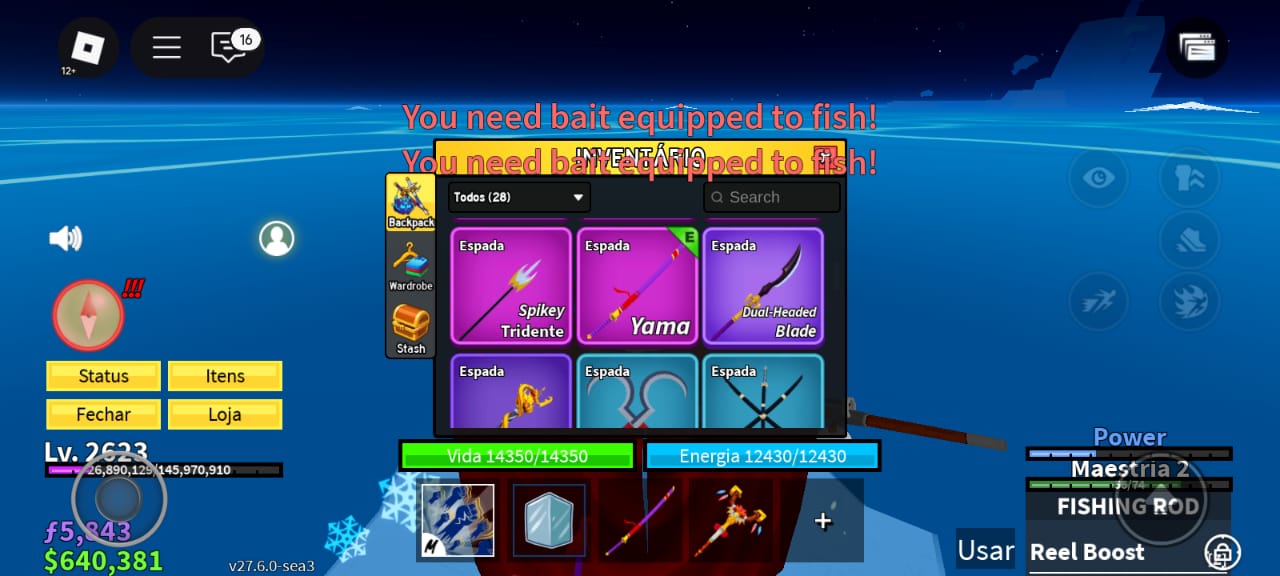 12+
16
You need bait equipped to fish!
You need bait equipped to fish!
INVENTÁRIO
Todos (28)
Search
Backpack
Wardrobe
Stash
Espada
Spikey
Tridente
Espada
E
Yama
Espada
Dual-Headed
Blade
Espada
Espada
Espada
!!!
Status
Itens
Fechar
Loja
Lv. 2623
26,890,129/145,970,910
ƒ5,843
$640,381
v27.6.0-sea3
Vida 14350/14350
Energia 12430/12430
M
+
Power
Maestria 2
FISHING ROD
Usar
Reel Boost